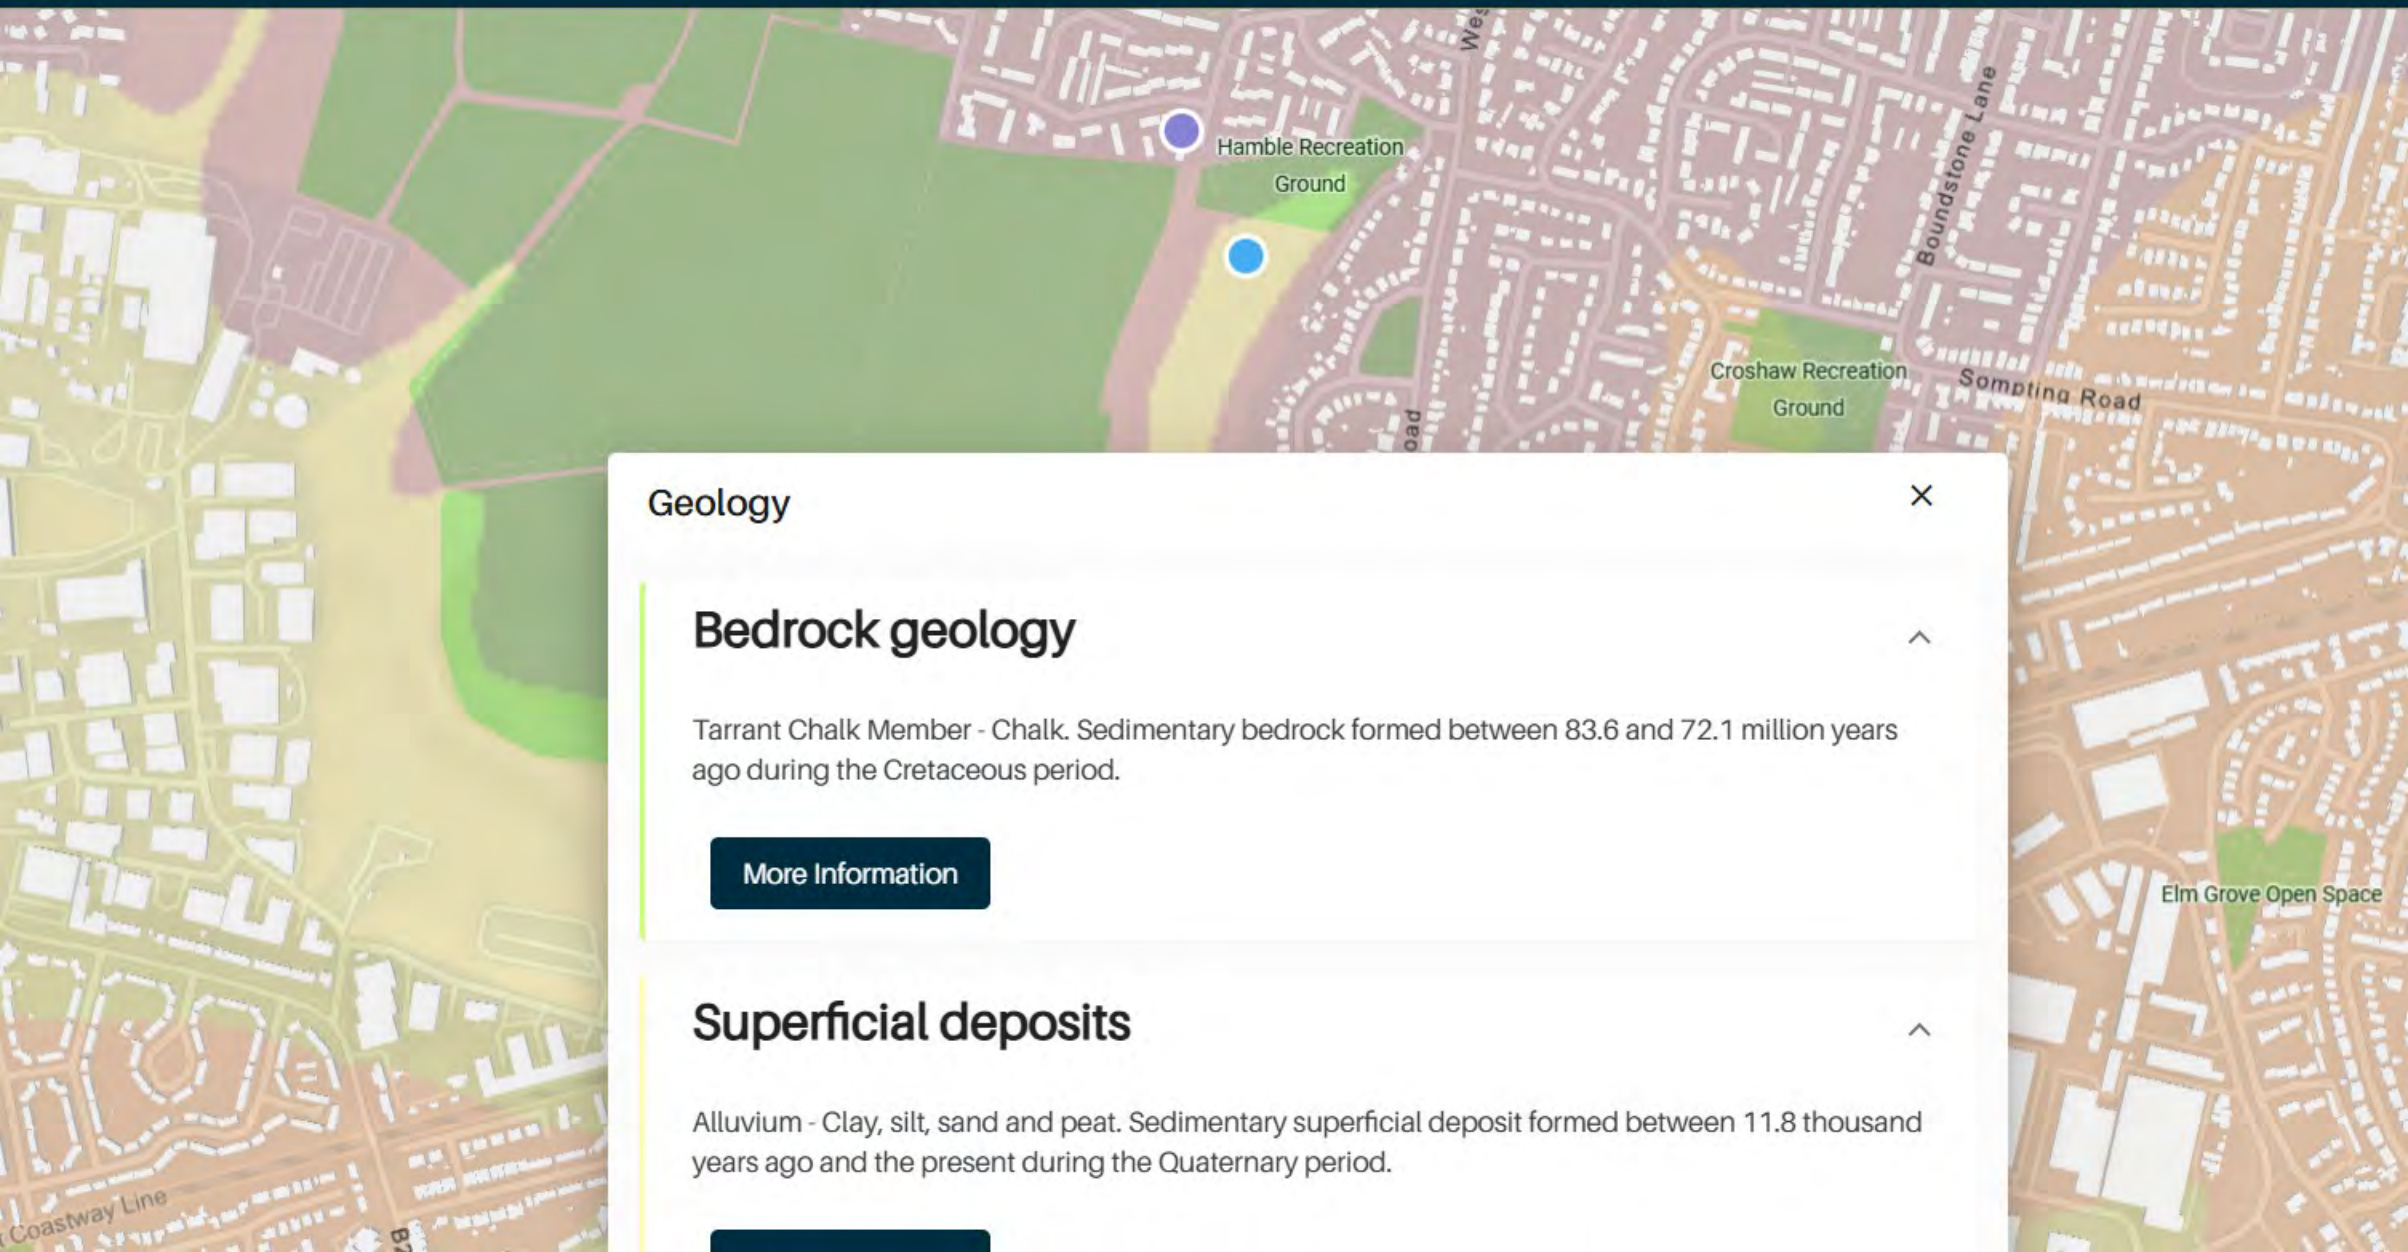 Wes
Boundstone Lane
Hamble Recreation
Ground
Croshaw Recreation
Ground
Sompting Road
oad
Geology
Bedrock geology
Tarrant Chalk Member - Chalk. Sedimentary bedrock formed between 83.6 and 72.1 million years
ago during the Cretaceous period.
More Information
Elm Grove Open Space
Superficial deposits
Alluvium - Clay, silt, sand and peat. Sedimentary superficial deposit formed between 11.8 thousand
years ago and the present during the Quaternary period.
Coastway Line